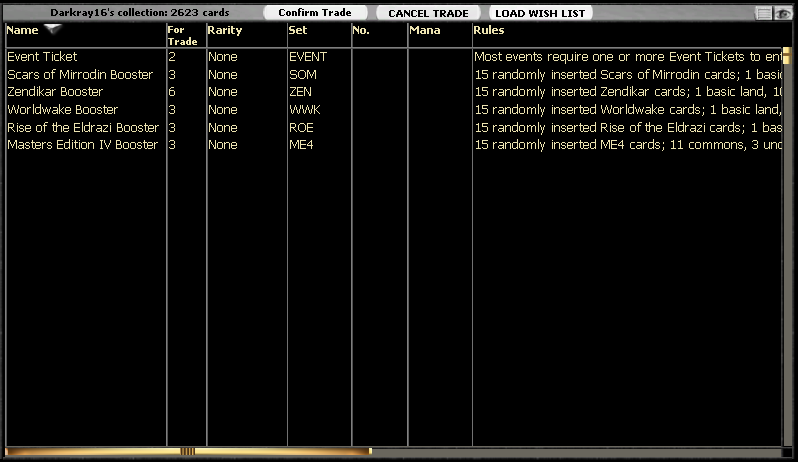 Darkray16's collection: 2623 cards Confirm Trade CANCEL TRADE LOAD WISH LIST
Name For Trade Rarity Set No. Mana Rules
Event Ticket 2 None EVENT Most events require one or more Event Tickets to ent
Scars of Mirrodin Booster 3 None SOM 15 randomly inserted Scars of Mirrodin cards; 1 basic
Zendikar Booster 6 None ZEN 15 randomly inserted Zendikar cards; 1 basic land, 10
Worldwake Booster 3 None WWK 15 randomly inserted Worldwake cards; 1 basic land,
Rise of the Eldrazi Booster 3 None ROE 15 randomly inserted Rise of the Eldrazi cards; 1 bas
Masters Edition IV Booster 3 None ME4 15 randomly inserted ME4 cards; 11 commons, 3 unc